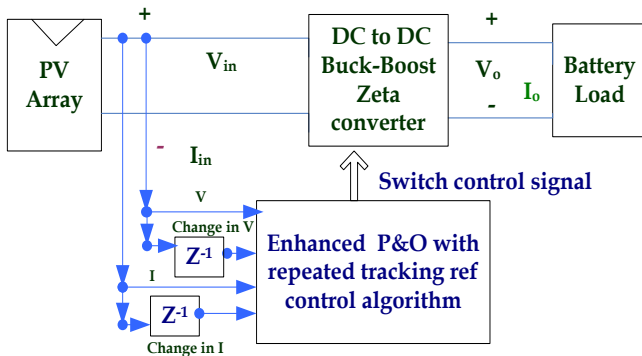 +
PV
Array
V_in
-
I_in
DC to DC
Buck-Boost
Zeta
converter
+
V_o
-
I_o
Battery
Load
Switch control signal
V
Change in V
Z^-1
I
Z^-1
Change in I
Enhanced P&O with
repeated tracking ref
control algorithm